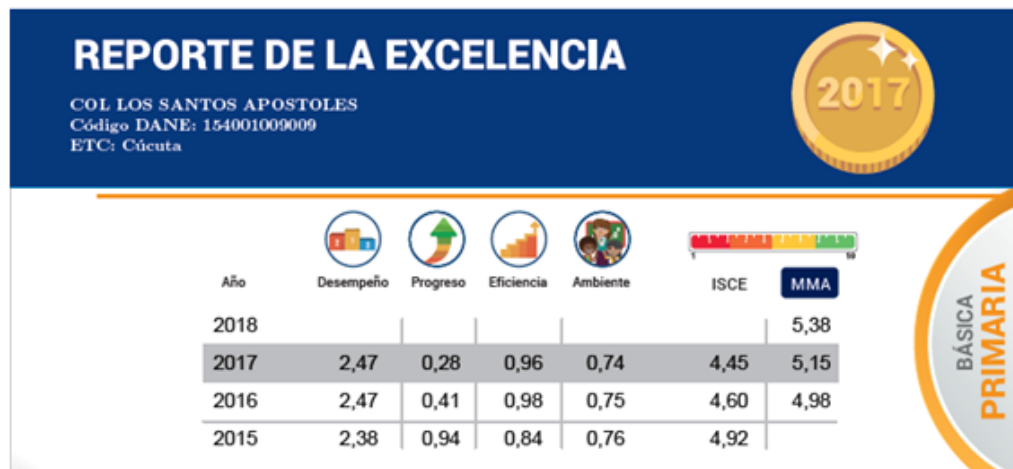 REPORTE DE LA EXCELENCIA
COL LOS SANTOS APOSTOLES
Código DANE: 154001009009
ETC: Cúcuta
2017
1 10
Año Desempeño Progreso Eficiencia Ambiente ISCE MMA
2018 5,38
2017 2,47 0,28 0,96 0,74 4,45 5,15
2016 2,47 0,41 0,98 0,75 4,60 4,98
2015 2,38 0,94 0,84 0,76 4,92
BÁSICA
PRIMARIA